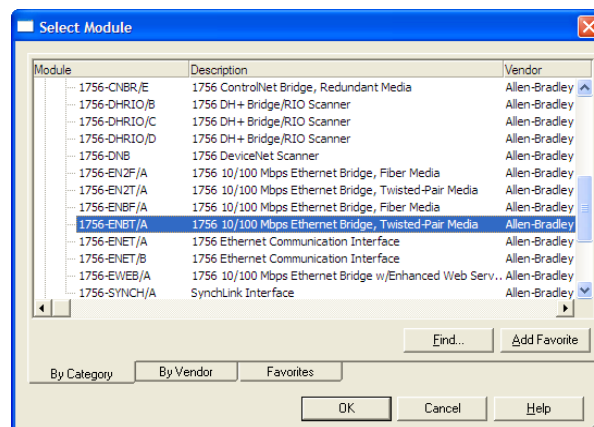 Select Module
Module Description Vendor
1756-CNBR/E 1756 ControlNet Bridge, Redundant Media Allen-Bradley
1756-DHRIO/B 1756 DH+ Bridge/RIO Scanner Allen-Bradley
1756-DHRIO/C 1756 DH+ Bridge/RIO Scanner Allen-Bradley
1756-DHRIO/D 1756 DH+ Bridge/RIO Scanner Allen-Bradley
1756-DNB 1756 DeviceNet Scanner Allen-Bradley
1756-EN2F/A 1756 10/100 Mbps Ethernet Bridge, Fiber Media Allen-Bradley
1756-EN2T/A 1756 10/100 Mbps Ethernet Bridge, Twisted-Pair Media Allen-Bradley
1756-ENBF/A 1756 10/100 Mbps Ethernet Bridge, Fiber Media Allen-Bradley
1756-ENBT/A 1756 10/100 Mbps Ethernet Bridge, Twisted-Pair Media Allen-Bradley
1756-ENET/A 1756 Ethernet Communication Interface Allen-Bradley
1756-ENET/B 1756 Ethernet Communication Interface Allen-Bradley
1756-EWEB/A 1756 10/100 Mbps Ethernet Bridge w/Enhanced Web Serv.. Allen-Bradley
1756-SYNCH/A SynchLink Interface Allen-Bradley
Find... Add Favorite
By Category By Vendor Favorites
OK Cancel Help